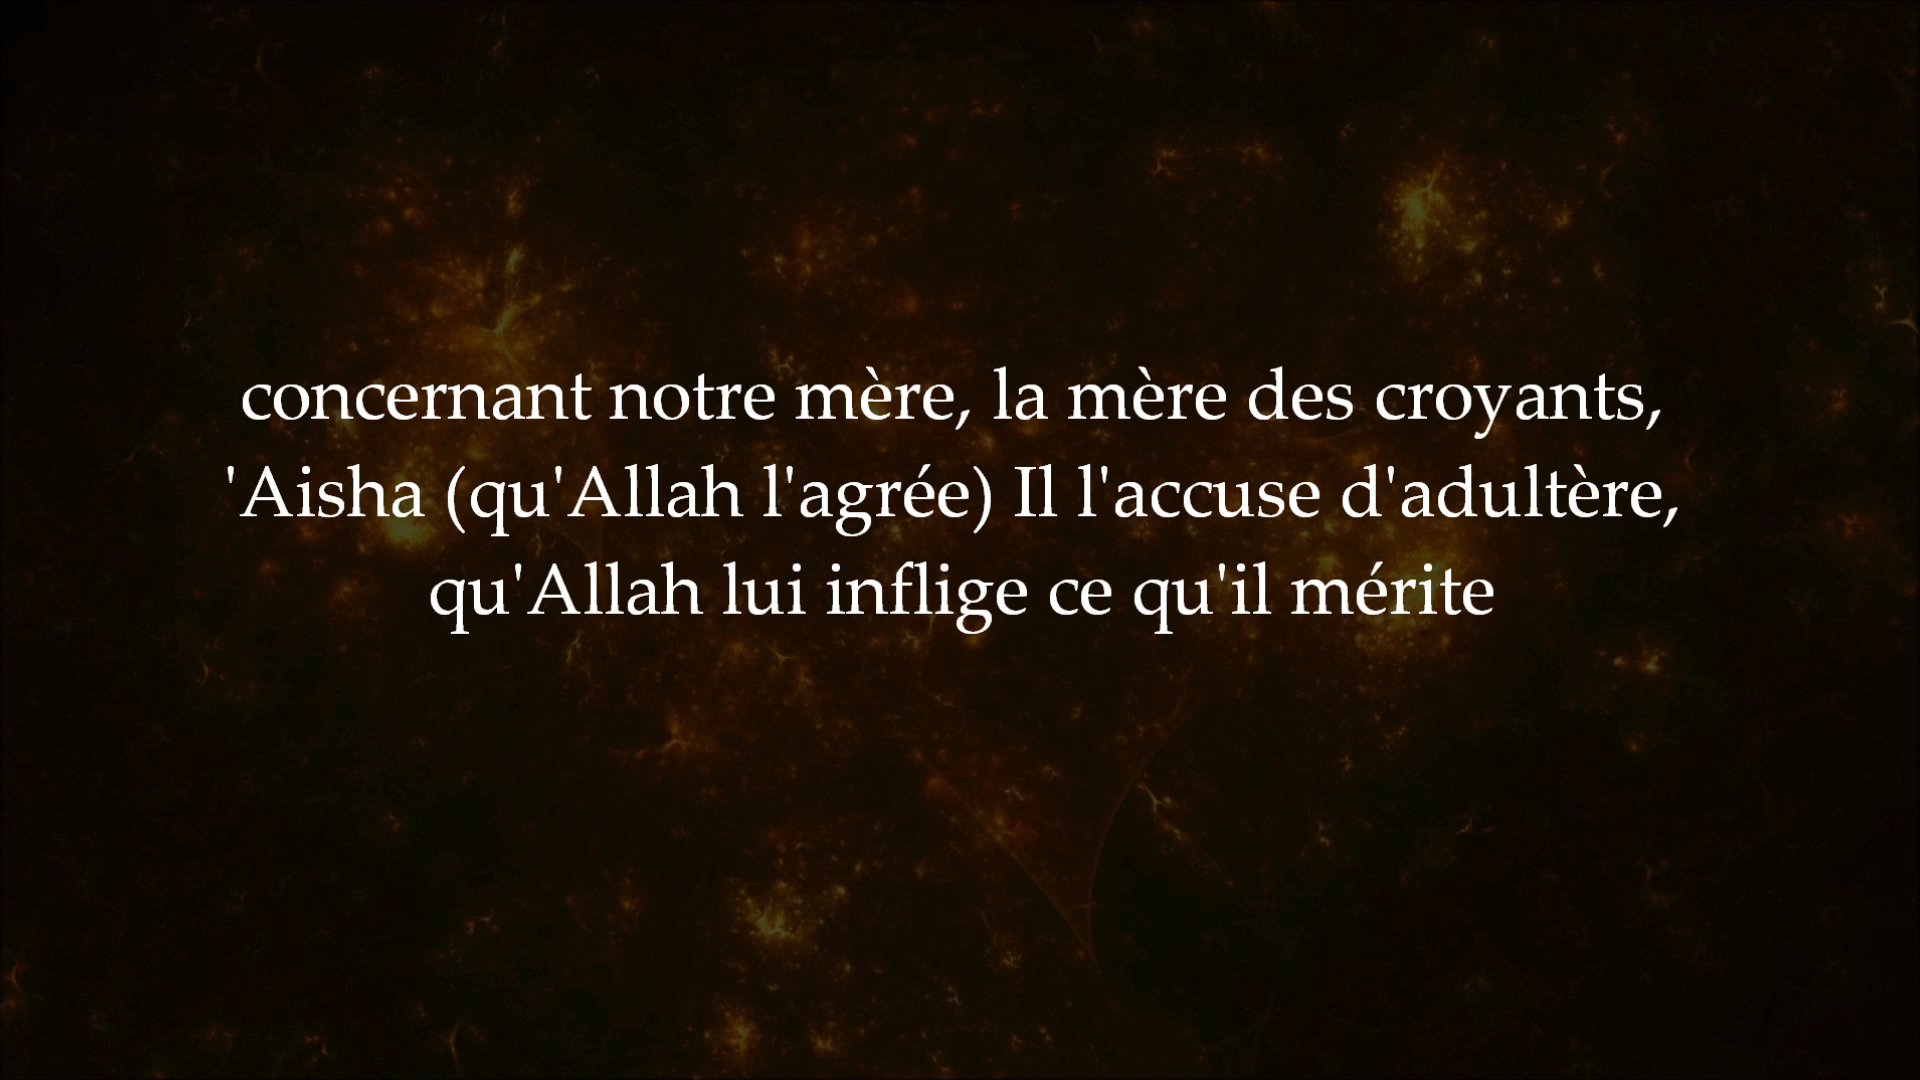 concernant notre mère, la mère des croyants,
'Aisha (qu'Allah l'agrée) Il l'accuse d'adultère,
qu'Allah lui inflige ce qu'il mérite